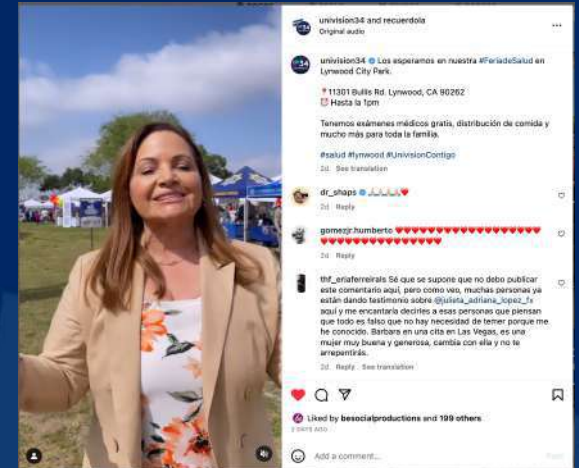 univision34 and recuerdola
Original audio
univision34 Los esperamos en nuestra #FeriadeSalud en
Lynwood City Park.
11301 Bullis Rd. Lynwood, CA 90262
Hasta la 1pm
Tenemos exámenes médicos gratis, distribución de comida y
mucho más para toda la familia.
#salud #lynwood #UnivisionContigo
2d See translation
dr_shaps
2d Reply
gomezjr.humberto
2d Reply
thf_eriaferreirals Sé que se supone que no debo publicar
este comentario aquí, pero como veo, muchas personas ya
están dando testimonio sobre @julieta_adriana_lopez_fx
aquí y me encantaría decirles a esas personas que piensan
que todo es falso que no hay necesidad de temer porque me
he conocido. Barbara en una cita en Las Vegas, es una
mujer muy buena y generosa, cambia con ella y no te
arrepentirás.
2d Reply See translation
Liked by besocialproductions and 199 others
2 DAYS AGO
Add a comment...
Post